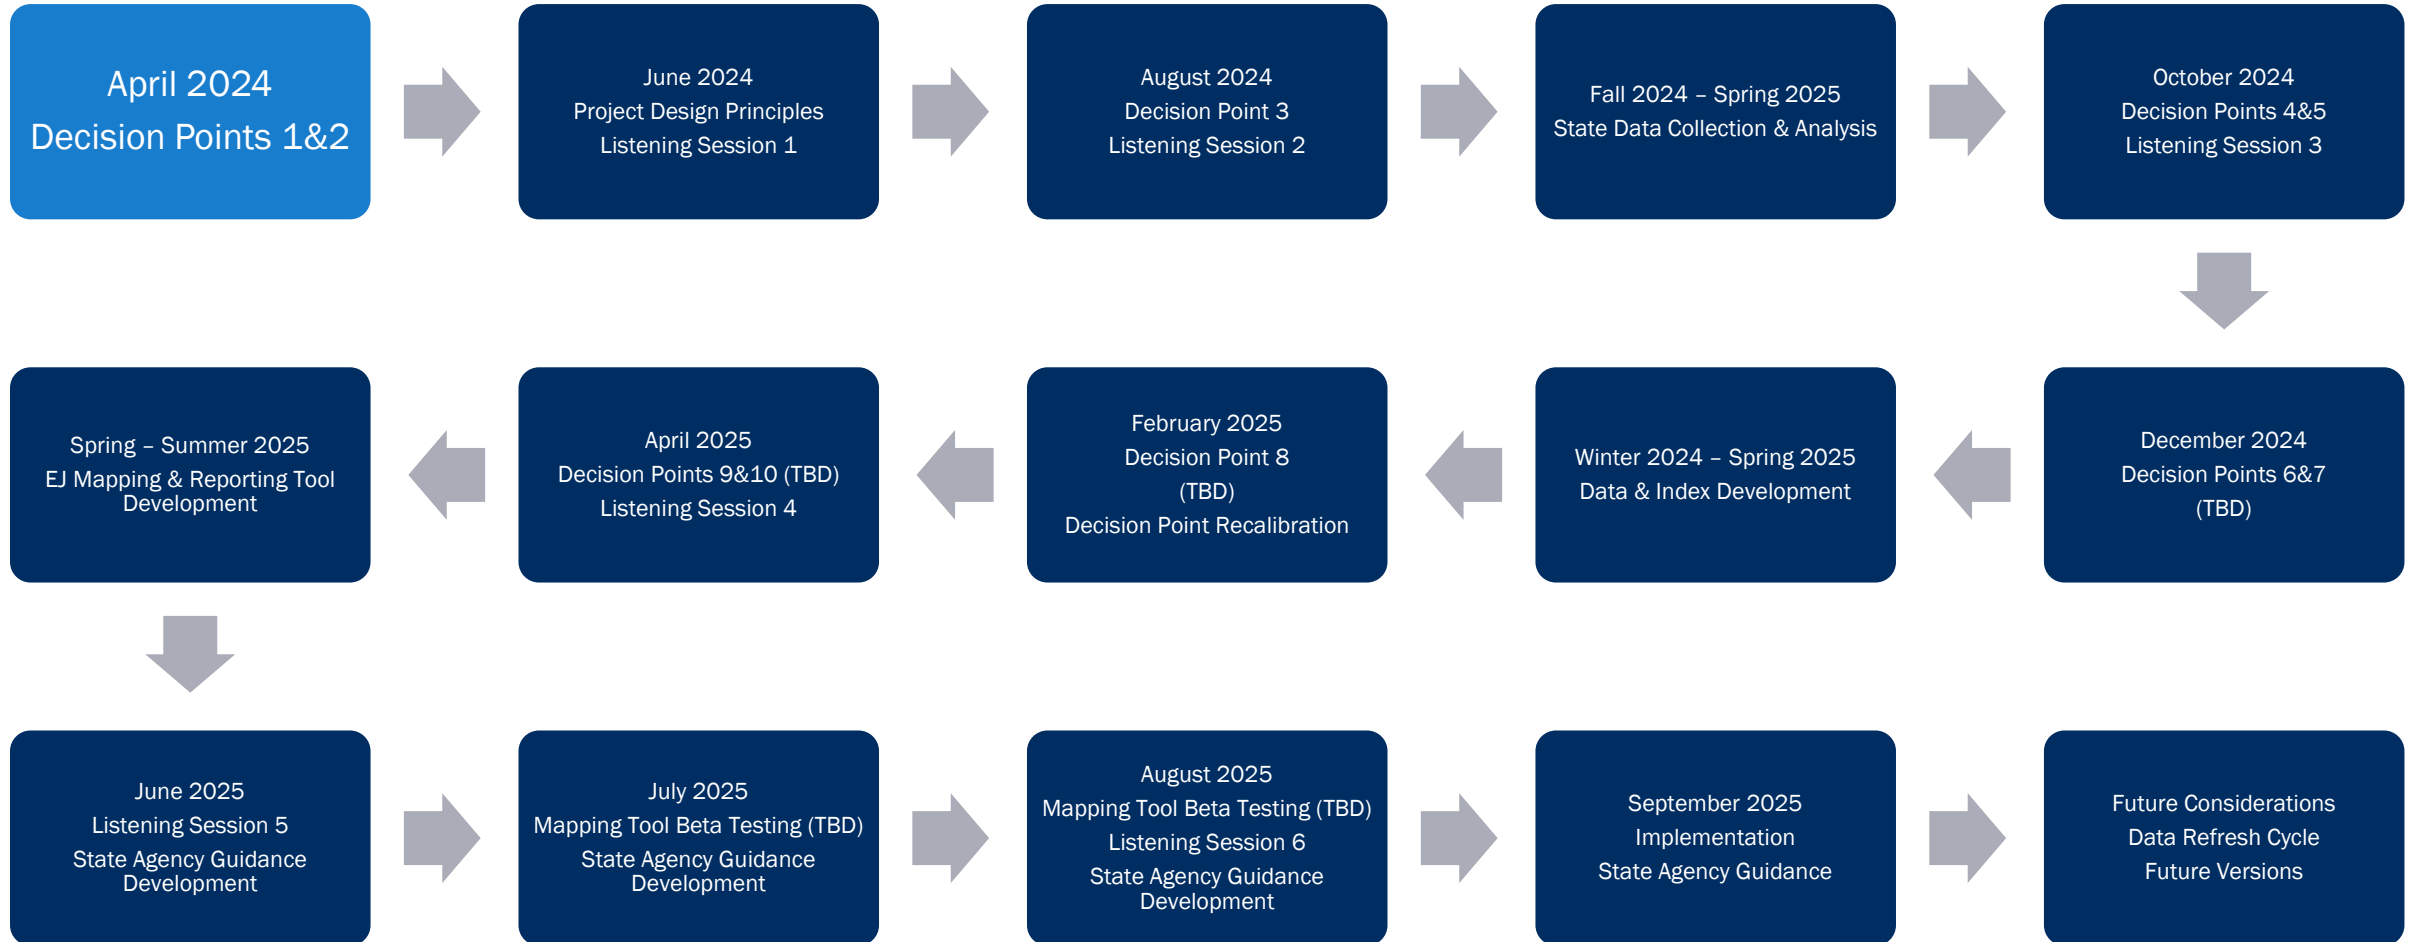 April 2024
Decision Points 1&2
June 2024
Project Design Principles
Listening Session 1
August 2024
Decision Point 3
Listening Session 2
Fall 2024 – Spring 2025
State Data Collection & Analysis
October 2024
Decision Points 4&5
Listening Session 3
December 2024
Decision Points 6&7
(TBD)
Winter 2024 – Spring 2025
Data & Index Development
February 2025
Decision Point 8
(TBD)
Decision Point Recalibration
April 2025
Decision Points 9&10 (TBD)
Listening Session 4
Spring – Summer 2025
EJ Mapping & Reporting Tool
Development
June 2025
Listening Session 5
State Agency Guidance
Development
July 2025
Mapping Tool Beta Testing (TBD)
State Agency Guidance
Development
August 2025
Mapping Tool Beta Testing (TBD)
Listening Session 6
State Agency Guidance
Development
September 2025
Implementation
State Agency Guidance
Future Considerations
Data Refresh Cycle
Future Versions